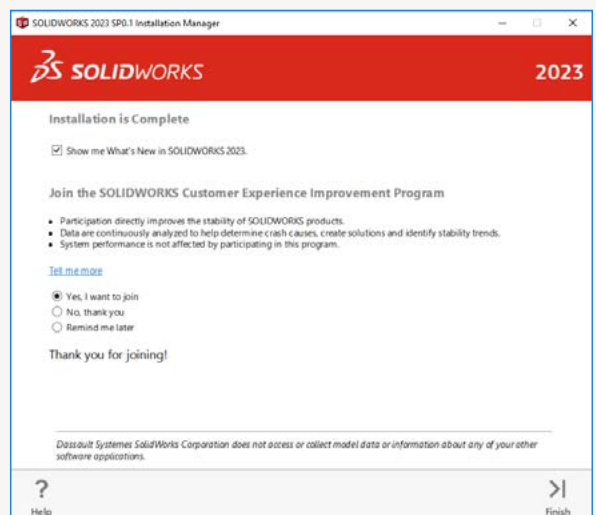 SOLIDWORKS 2023 SP0.1 Installation Manager
SOLIDWORKS
2023
Installation is Complete
Show me What's New in SOLIDWORKS 2023.
Join the SOLIDWORKS Customer Experience Improvement Program
Participation directly improves the stability of SOLIDWORKS products.
Data are continuously analyzed to help determine crash causes, create solutions and identify stability trends.
System performance is not affected by participating in this program.
Tell me more
Yes, I want to join
No, thank you
Remind me later
Thank you for joining!
Dassault Systemes SolidWorks Corporation does not access or collect model data or information about any of your other
software applications.
?
Help
Finish